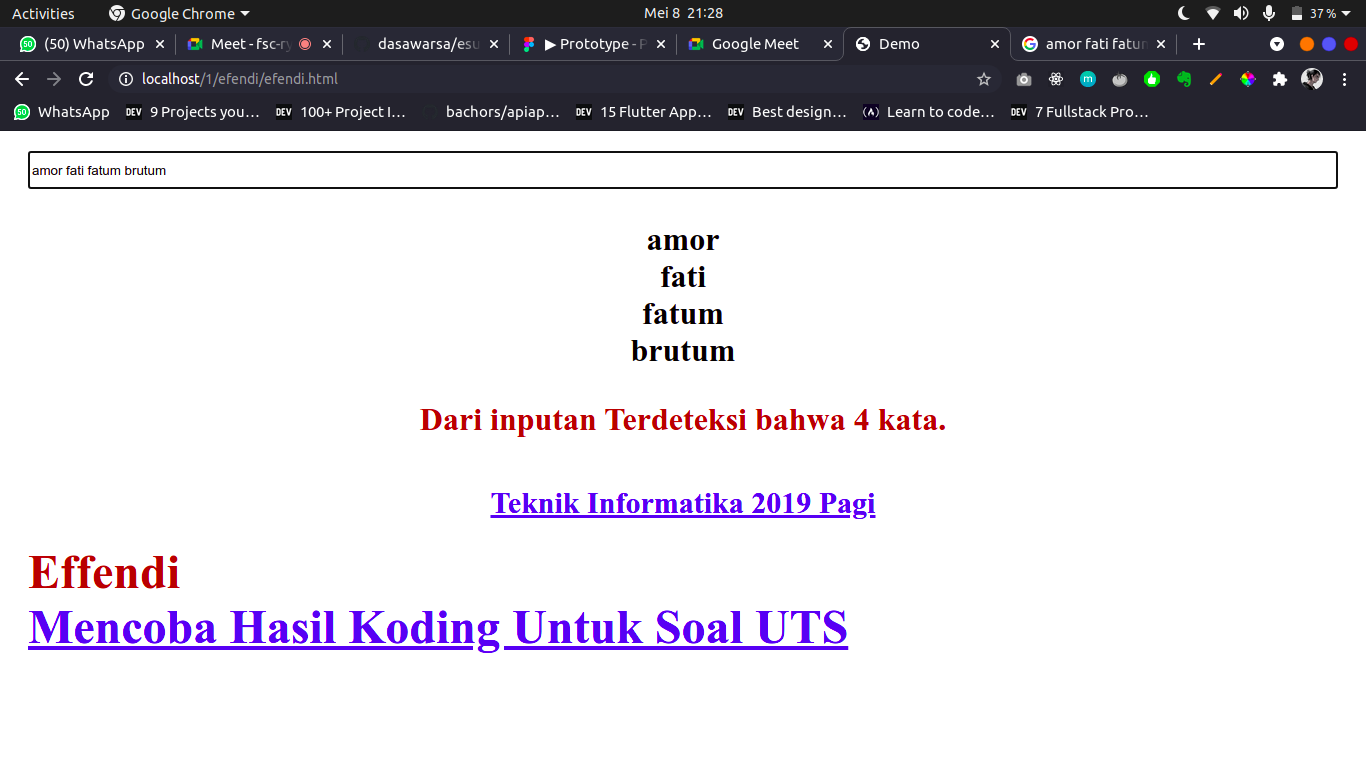 Activities Google Chrome Mei 8 21:28 37%
(50) WhatsApp Meet - fsc-ry dasawarsa/esu ▶ Prototype - P Google Meet Demo amor fati fatum
localhost/1/efendi/efendi.html
WhatsApp 9 Projects you… 100+ Project I… bachors/apiap… 15 Flutter App… Best design… Learn to code… 7 Fullstack Pro…
amor fati fatum brutum
amor
fati
fatum
brutum
Dari inputan Terdeteksi bahwa 4 kata.
Teknik Informatika 2019 Pagi
Effendi
Mencoba Hasil Koding Untuk Soal UTS